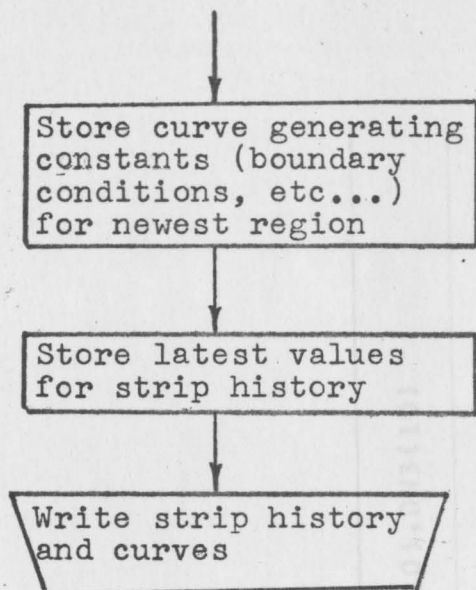 Store curve generating
constants (boundary
conditions, etc...)
for newest region
Store latest values
for strip history
Write strip history
and curves